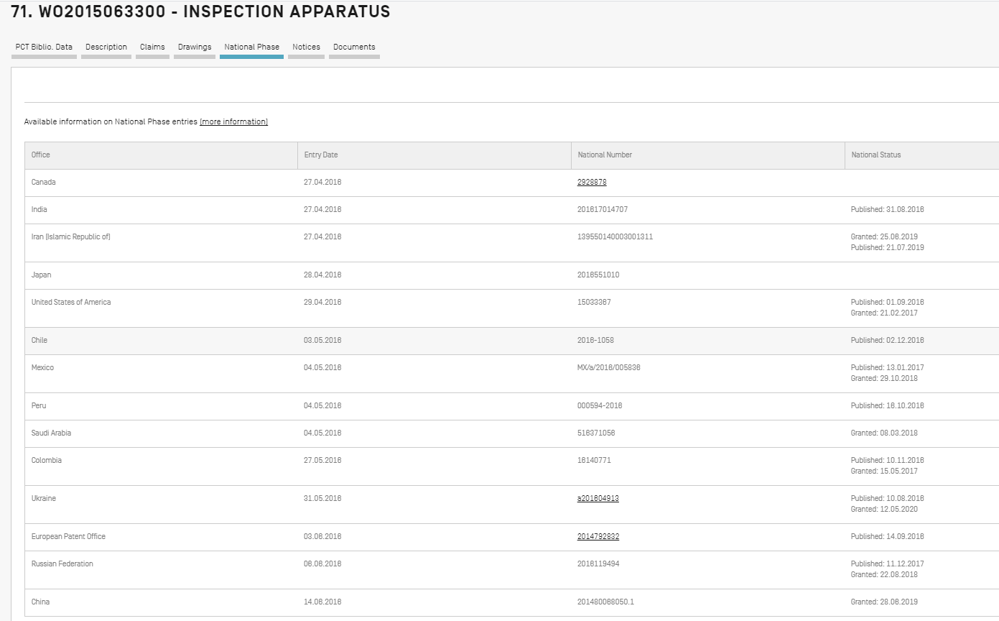 71. WO2015063300 - INSPECTION APPARATUS
PCT Biblio. Data Description Claims Drawings National Phase Notices Documents
Available information on National Phase entries [more information]
Office Entry Date National Number National Status
Canada 27.04.2016 2928878
India 27.04.2016 201617014707 Published: 31.08.2016
Iran (Islamic Republic of) 27.04.2016 139550140003001311 Granted: 25.06.2019
Published: 21.07.2019
Japan 28.04.2016 2016551010
United States of America 29.04.2016 15033367 Published: 01.09.2016
Granted: 21.02.2017
Chile 03.05.2016 2016-1058 Published: 02.12.2016
Mexico 04.05.2016 MX/a/2016/005836 Published: 13.01.2017
Granted: 29.10.2018
Peru 04.05.2016 000594-2016 Published: 16.10.2016
Saudi Arabia 04.05.2016 516371056 Granted: 08.03.2018
Colombia 27.05.2016 16140771 Published: 10.11.2016
Granted: 15.05.2017
Ukraine 31.05.2016 a201604913 Published: 10.08.2016
Granted: 12.05.2020
European Patent Office 03.06.2016 2014792832 Published: 14.09.2016
Russian Federation 06.06.2016 2016119494 Published: 11.12.2017
Granted: 22.08.2018
China 14.06.2016 201480068050.1 Granted: 28.06.2019